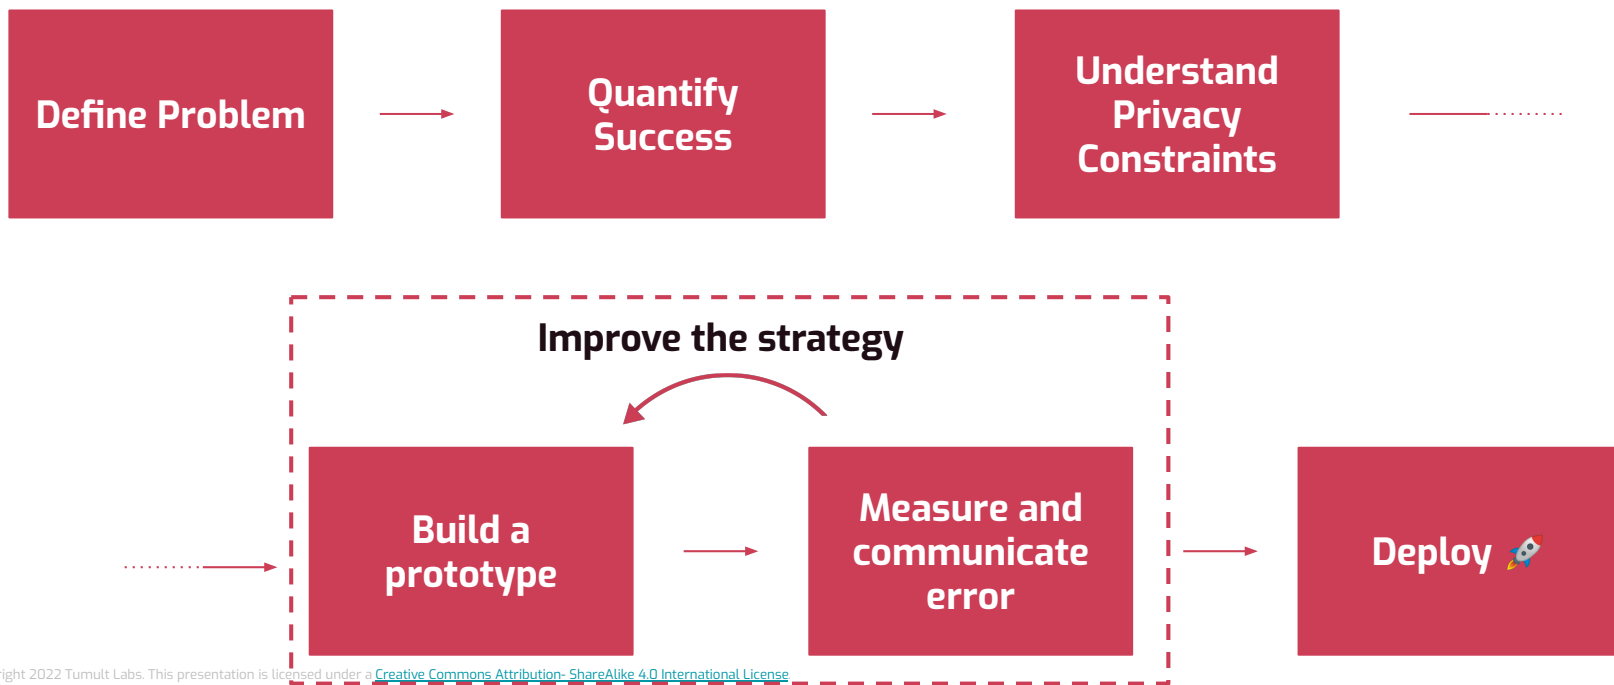 Define Problem
Quantify
Success
Understand
Privacy
Constraints
Improve the strategy
Build a
prototype
Measure and
communicate
error
Deploy 🚀
right 2022 Tumult Labs. This presentation is licensed under a Creative Commons Attribution- ShareAlike 4.0 International License